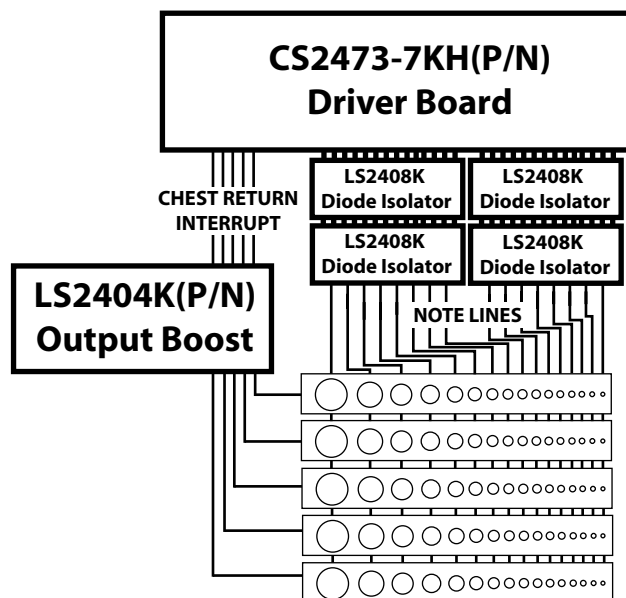 CS2473-7KH(P/N)
Driver Board
LS2408K
Diode Isolator
LS2408K
Diode Isolator
CHEST RETURN
INTERRUPT
LS2408K
Diode Isolator
LS2408K
Diode Isolator
LS2404K(P/N)
Output Boost
NOTE LINES